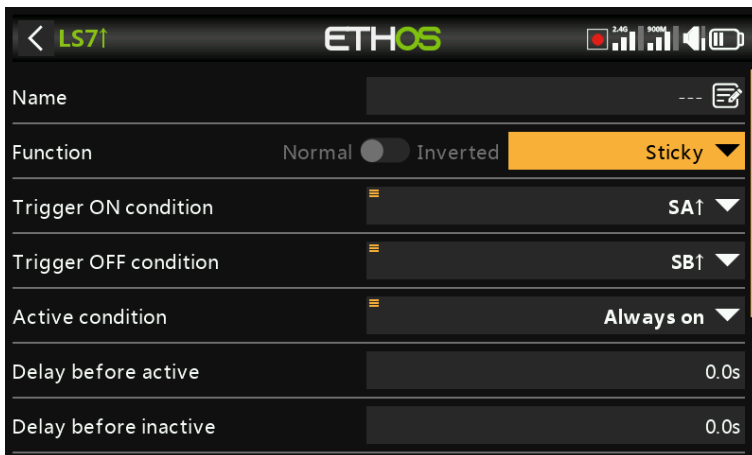 LS7↑ ETHOS 2.4G 900M
Name ---
Function Normal Inverted Sticky
Trigger ON condition SA↑
Trigger OFF condition SB↑
Active condition Always on
Delay before active 0.0s
Delay before inactive 0.0s